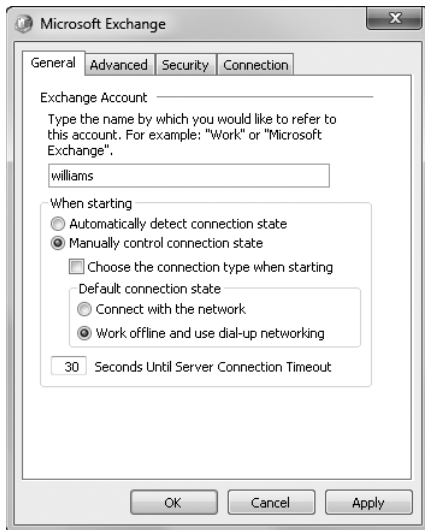 Microsoft Exchange
General Advanced Security Connection
Exchange Account
Type the name by which you would like to refer to
this account. For example: "Work" or "Microsoft
Exchange".
williams
When starting
Automatically detect connection state
Manually control connection state
Choose the connection type when starting
Default connection state
Connect with the network
Work offline and use dial-up networking
30 Seconds Until Server Connection Timeout
OK Cancel Apply